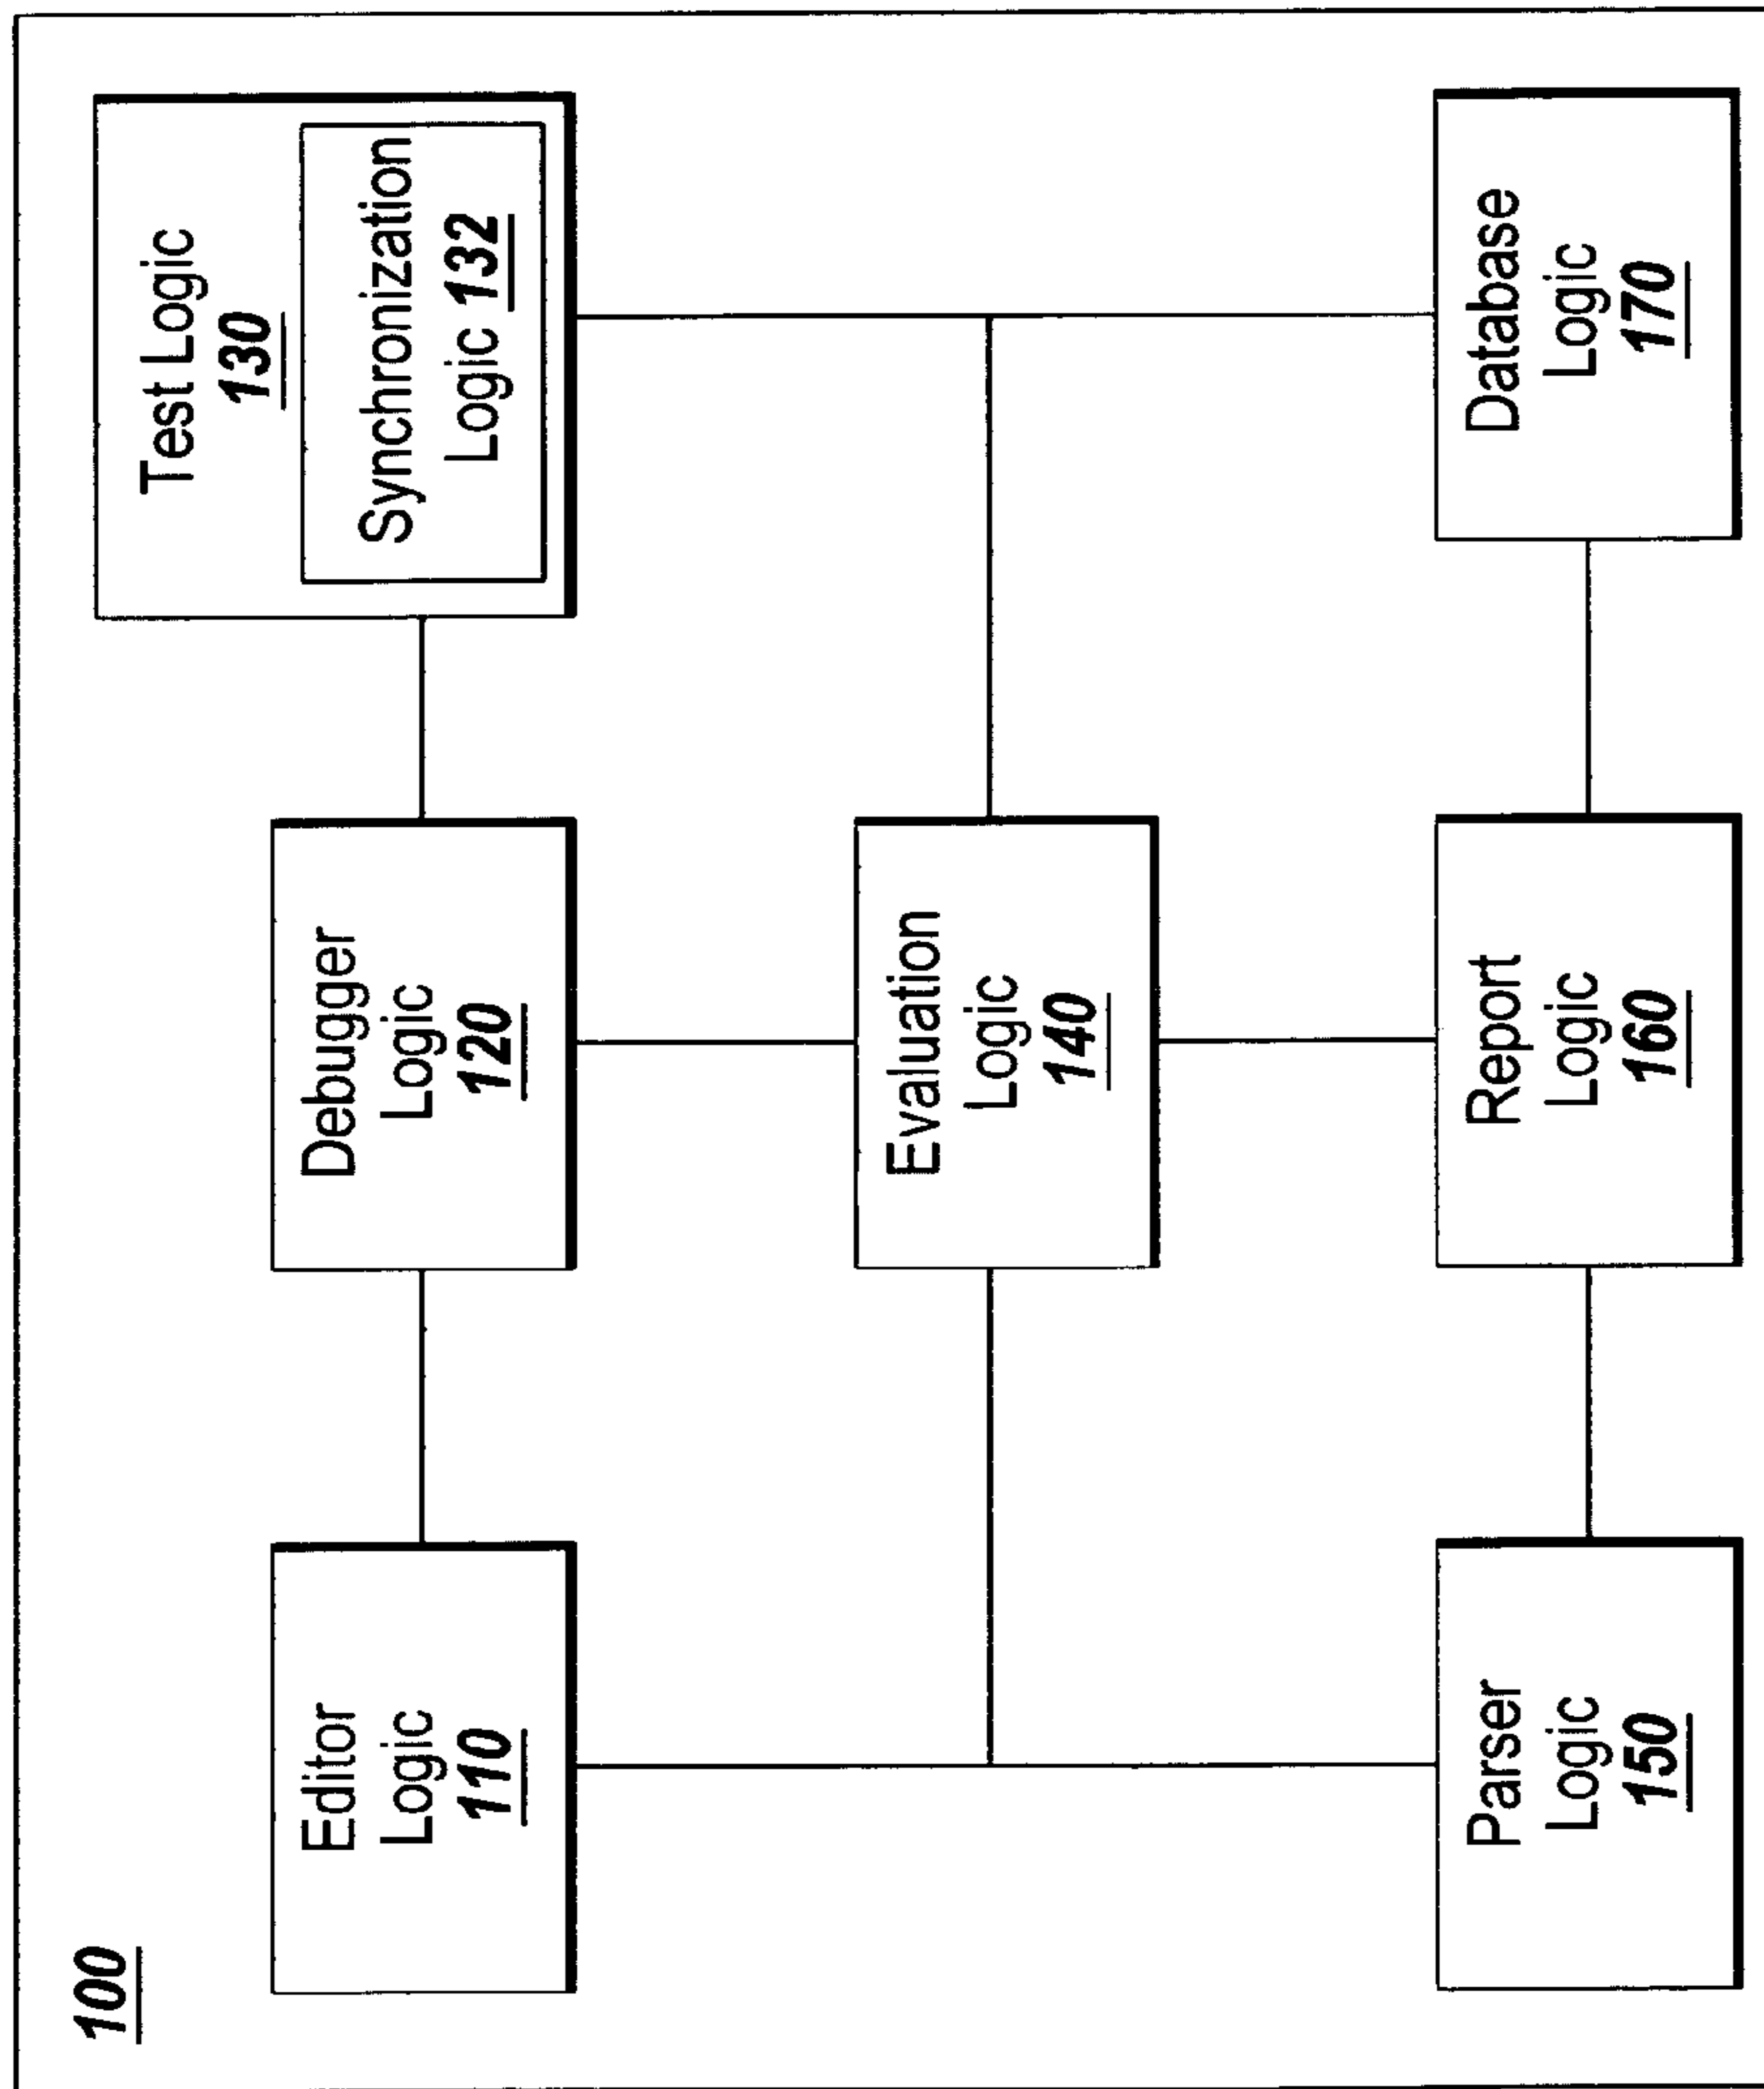 100
Editor
Logic
110
Debugger
Logic
120
Test Logic
130
Synchronization
Logic 132
Evaluation
Logic
140
Parser
Logic
150
Report
Logic
160
Database
Logic
170